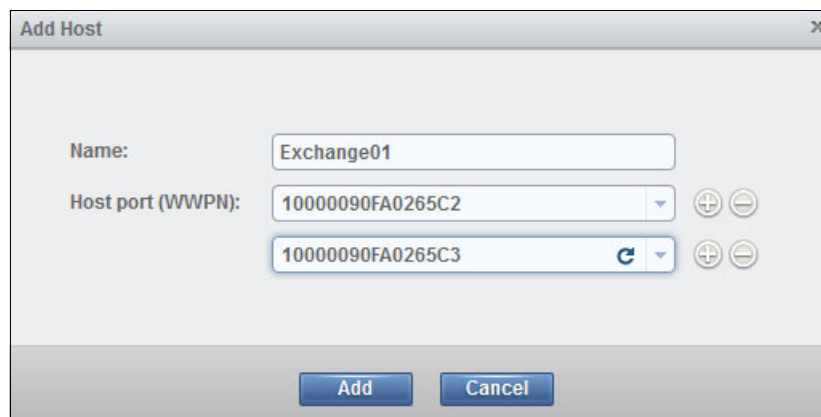 Add Host
Name: Exchange01
Host port (WWPN): 10000090FA0265C2
10000090FA0265C3
Add Cancel